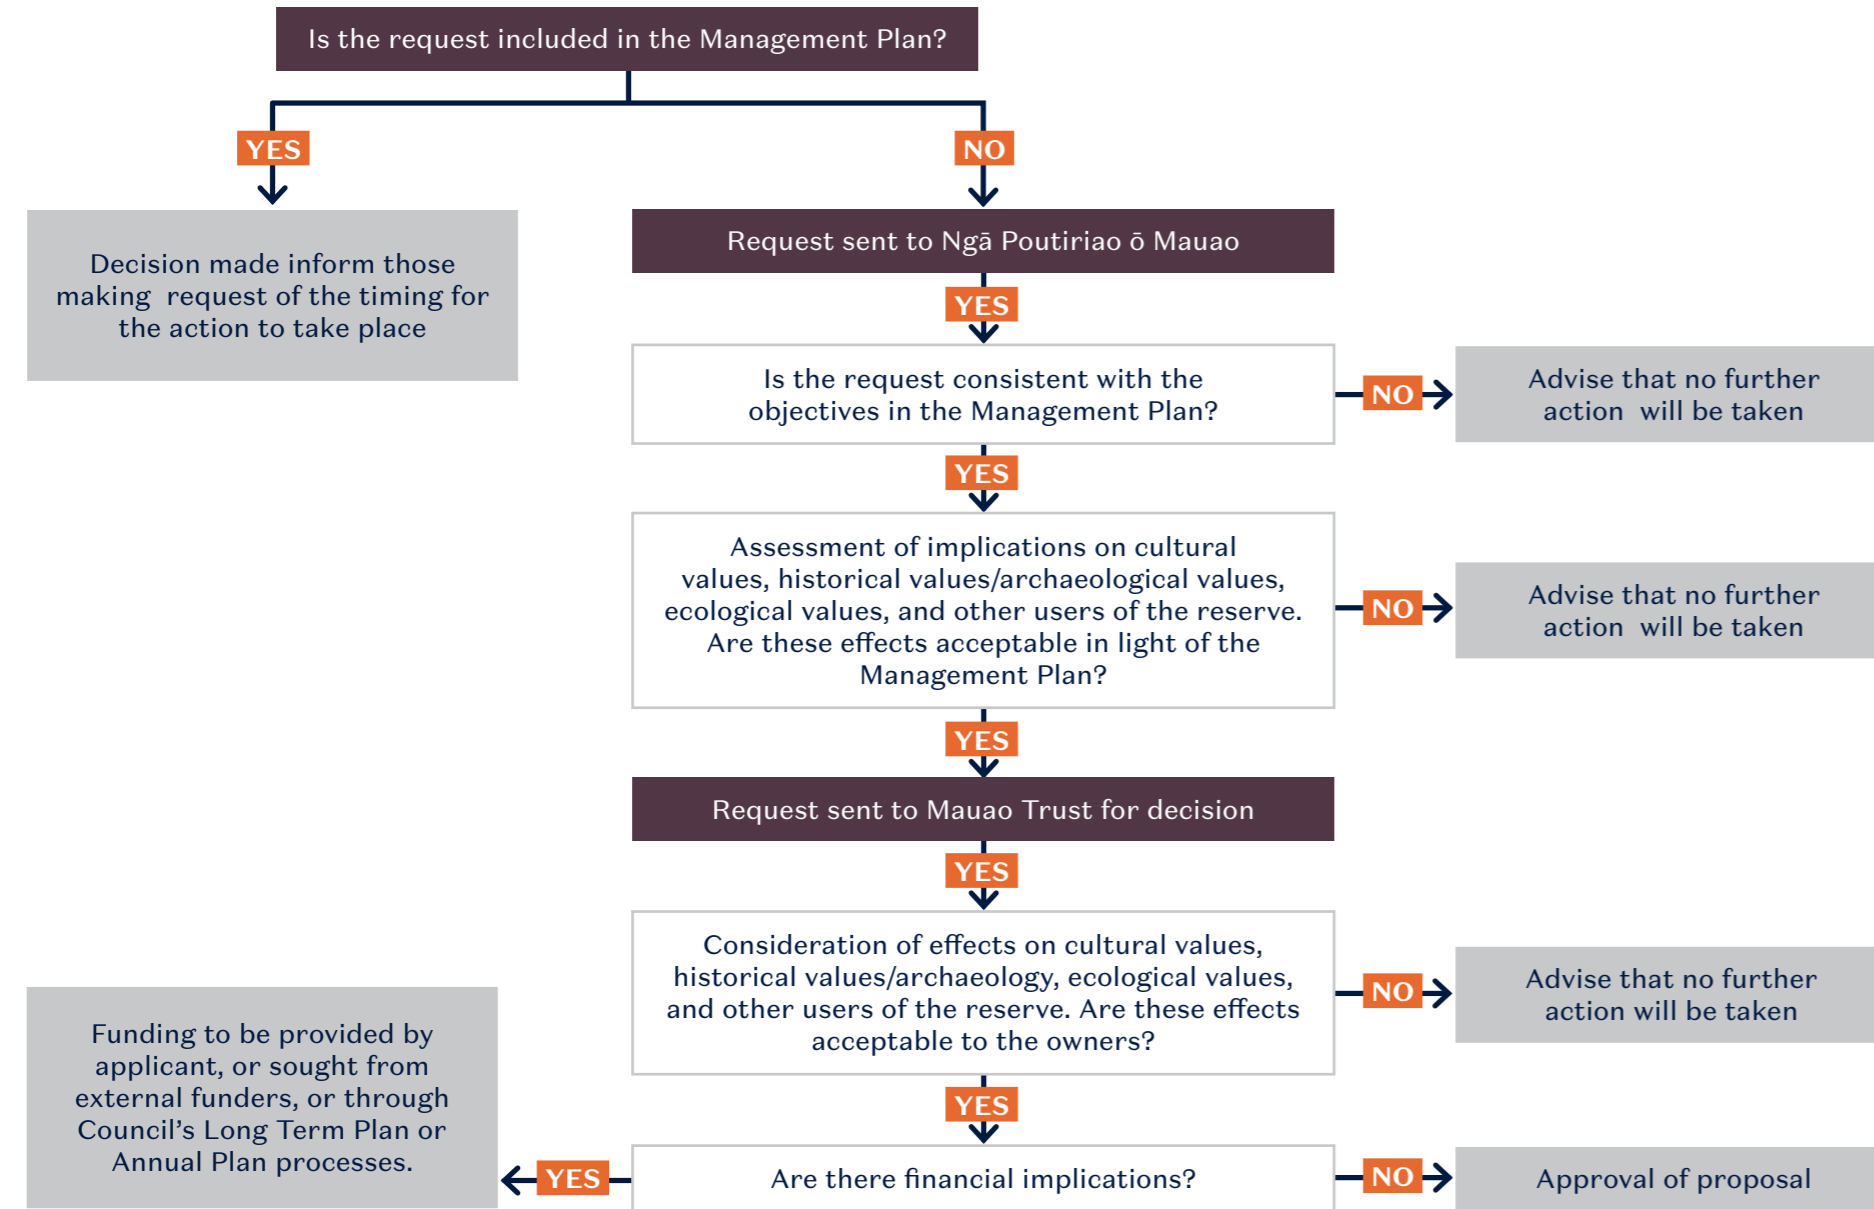 Is the request included in the Management Plan?
YES
NO
Decision made inform those
making request of the timing for
the action to take place
Request sent to Ngā Poutiriao ō Mauao
YES
Is the request consistent with the
objectives in the Management Plan?
NO
Advise that no further
action will be taken
YES
Assessment of implications on cultural
values, historical values/archaeological values,
ecological values, and other users of the reserve.
Are these effects acceptable in light of the
Management Plan?
NO
Advise that no further
action will be taken
YES
Request sent to Mauao Trust for decision
YES
Consideration of effects on cultural values,
historical values/archaeology, ecological values,
and other users of the reserve. Are these effects
acceptable to the owners?
NO
Advise that no further
action will be taken
YES
Are there financial implications?
YES
Funding to be provided by
applicant, or sought from
external funders, or through
Council’s Long Term Plan or
Annual Plan processes.
NO
Approval of proposal